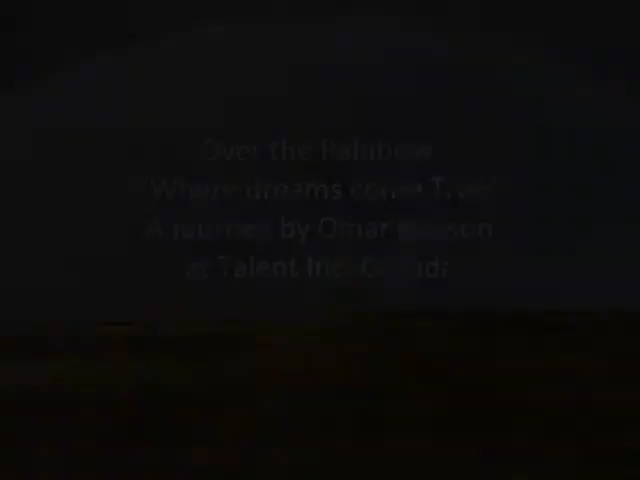 Over the Rainbow
Where dreams come True
A journey by Omar
at Talent Inc. Canada